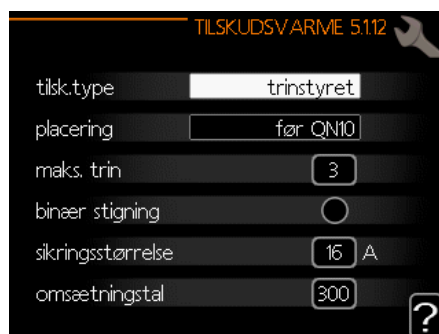 TILSKUDSVARME 5.1.12
tilsk.type trinstyret
placering før QN10
maks. trin 3
binær stigning
sikringsstørrelse 16 A
omsætningstal 300
?